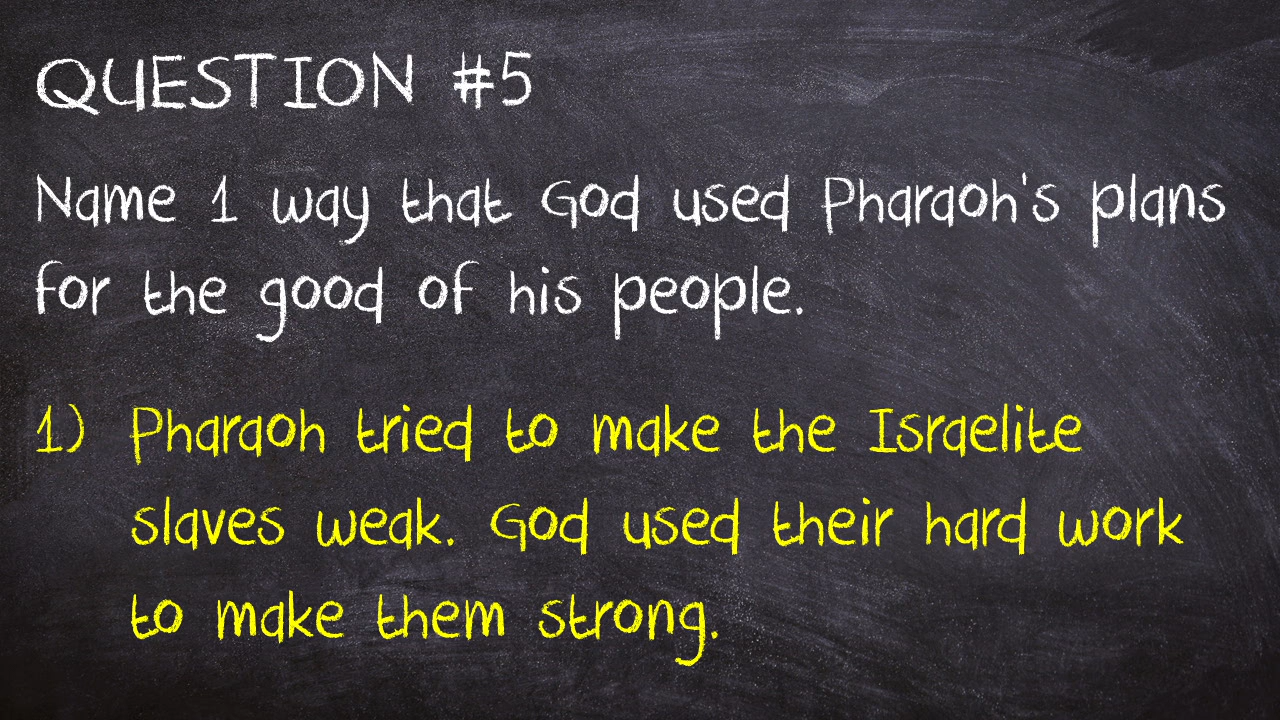 QUESTION #5
Name 1 way that God used Pharaoh's plans
for the good of his people.
1) Pharaoh tried to make the Israelite
slaves weak. God used their hard work
to make them strong.